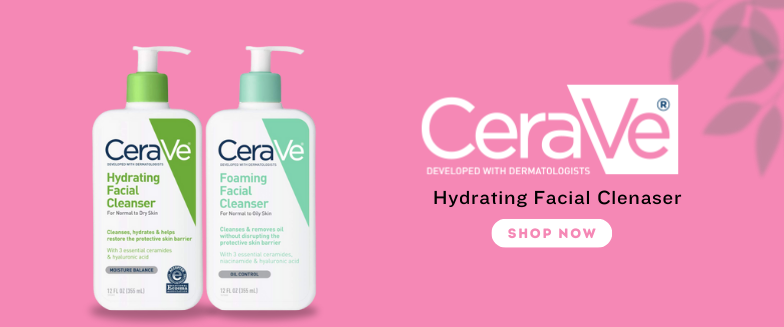 CeraVe
DEVELOPED WITH DERMATOLOGISTS
Hydrating
Facial
Cleanser
For Normal to Dry Skin
Cleanses, hydrates & helps
restore the protective skin barrier
With 3 essential ceramides
& hyaluronic acid
MOISTURE BALANCE
12 FL OZ (355 mL)
CeraVe
DEVELOPED WITH DERMATOLOGISTS
Foaming
Facial
Cleanser
For Normal to Oily Skin
Cleanses & removes oil
without disrupting the
protective skin barrier
With 3 essential ceramides,
niacinamide & hyaluronic acid
OIL CONTROL
12 FL OZ (355 mL)
CeraVe®
DEVELOPED WITH DERMATOLOGISTS
Hydrating Facial Clenaser
SHOP NOW